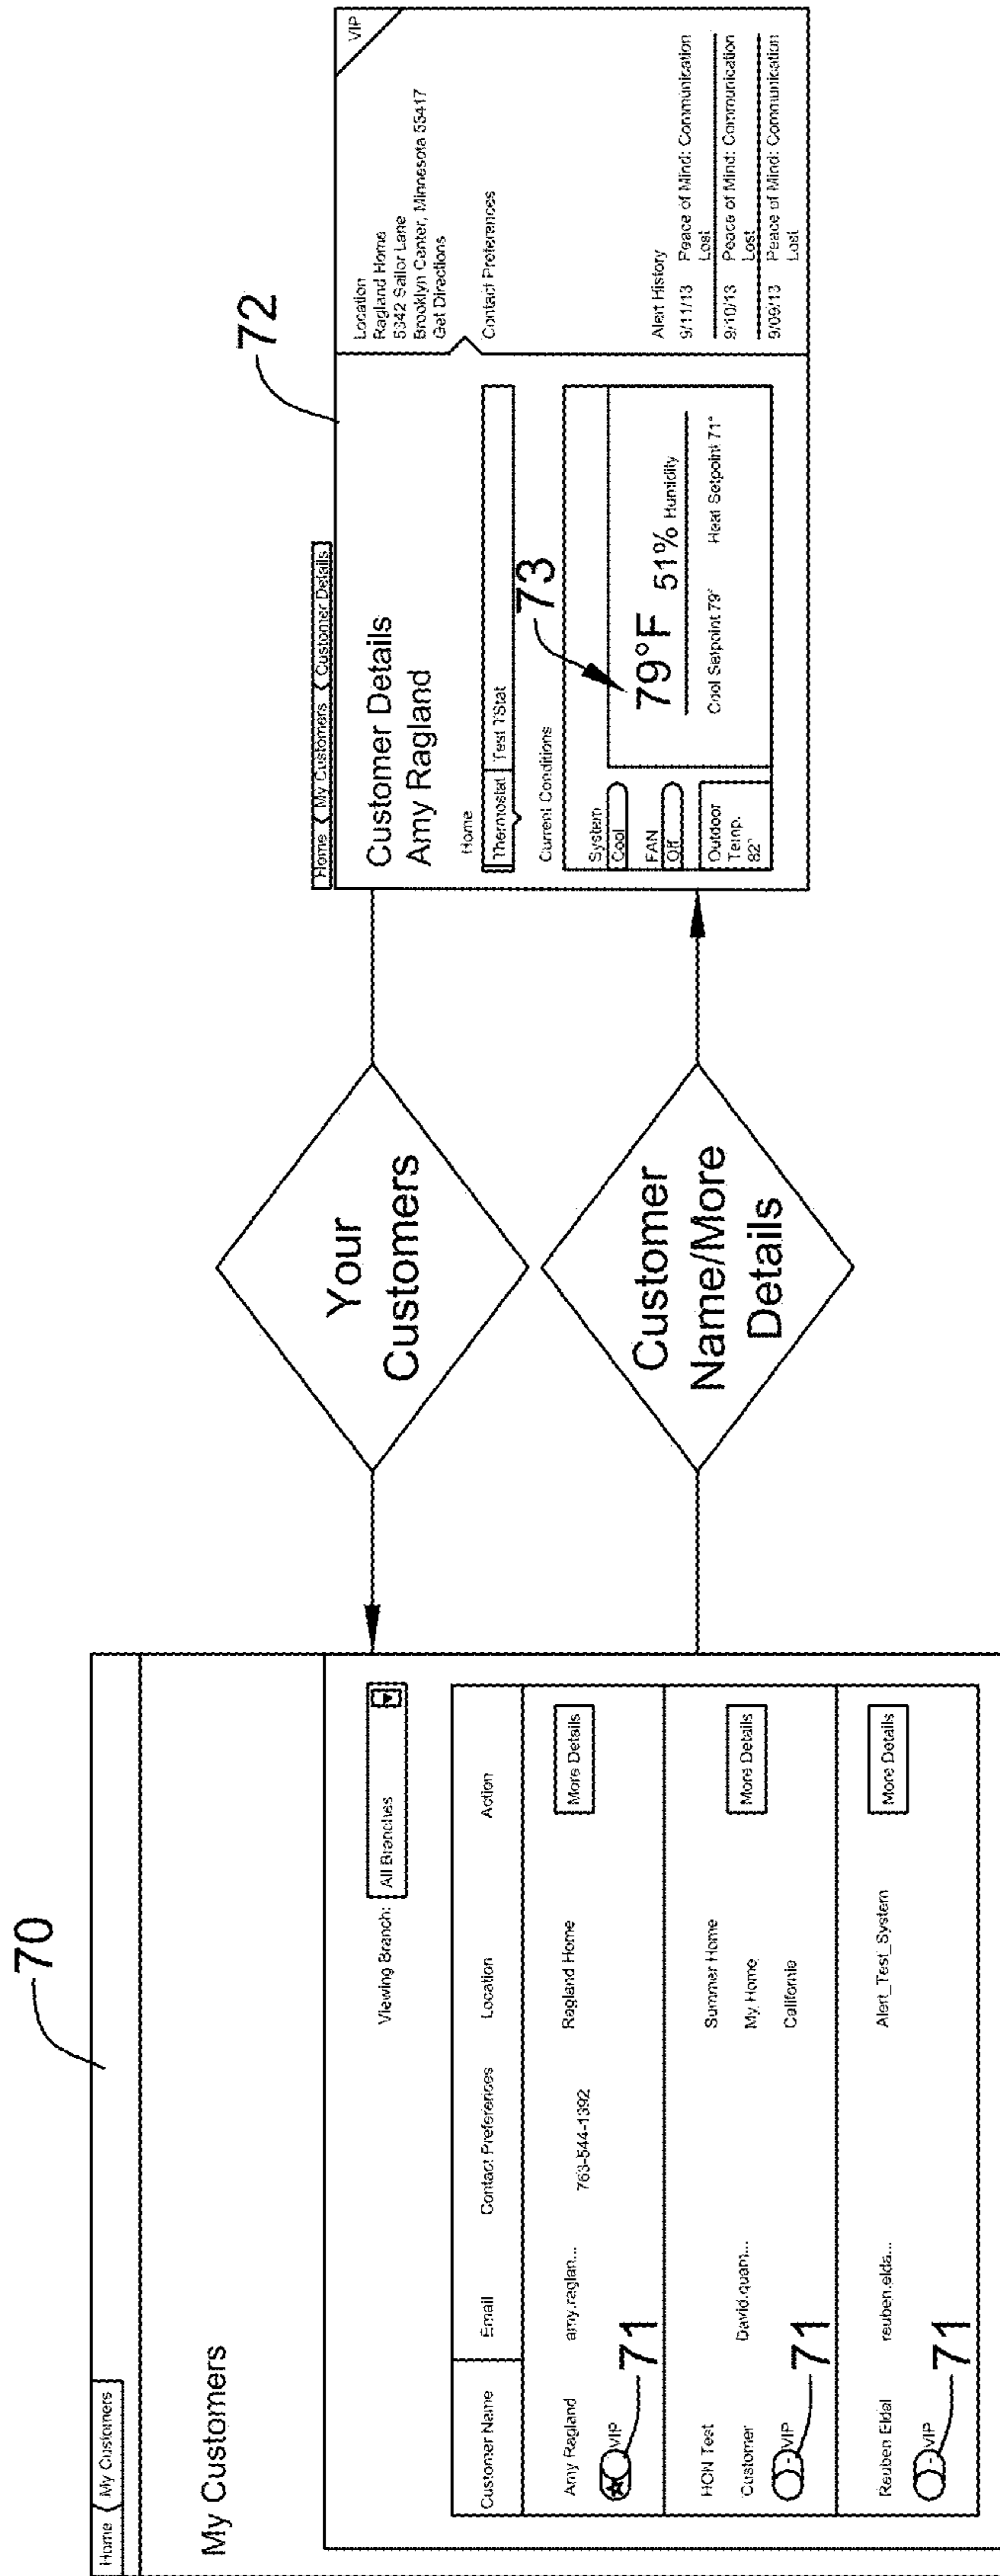 70
Home My Customers
My Customers
Viewing Branch: All Branches
Customer Name Email Contact Preferences Location Action
Amy Ragland amy.raglan... 763-544-1392 Ragland Home More Details
VIP
71
Summer Home
HCN Test
Customer David.quam... My Home More Details
VIP California
71
Reuben Eldal reuben.elda... Alert_Test_System More Details
VIP
71
Your
Customers
Customer
Name/More
Details
72
Home My Customers Customer Details
VIP
Customer Details
Amy Ragland
Home
Thermostat Test TStat
Current Conditions
73
System
Cool
FAN
Off
Outdoor
Temp.
82°
79°F 51% Humidity
Cool Setpoint 79° Heat Setpoint 71°
Location
Ragland Home
5342 Sailor Lane
Brooklyn Center, Minnesota 55417
Get Directions
Contact Preferences
Alert History
9/11/13 Peace of Mind: Communication
Lost
9/10/13 Peace of Mind: Communication
Lost
9/09/13 Peace of Mind: Communication
Lost